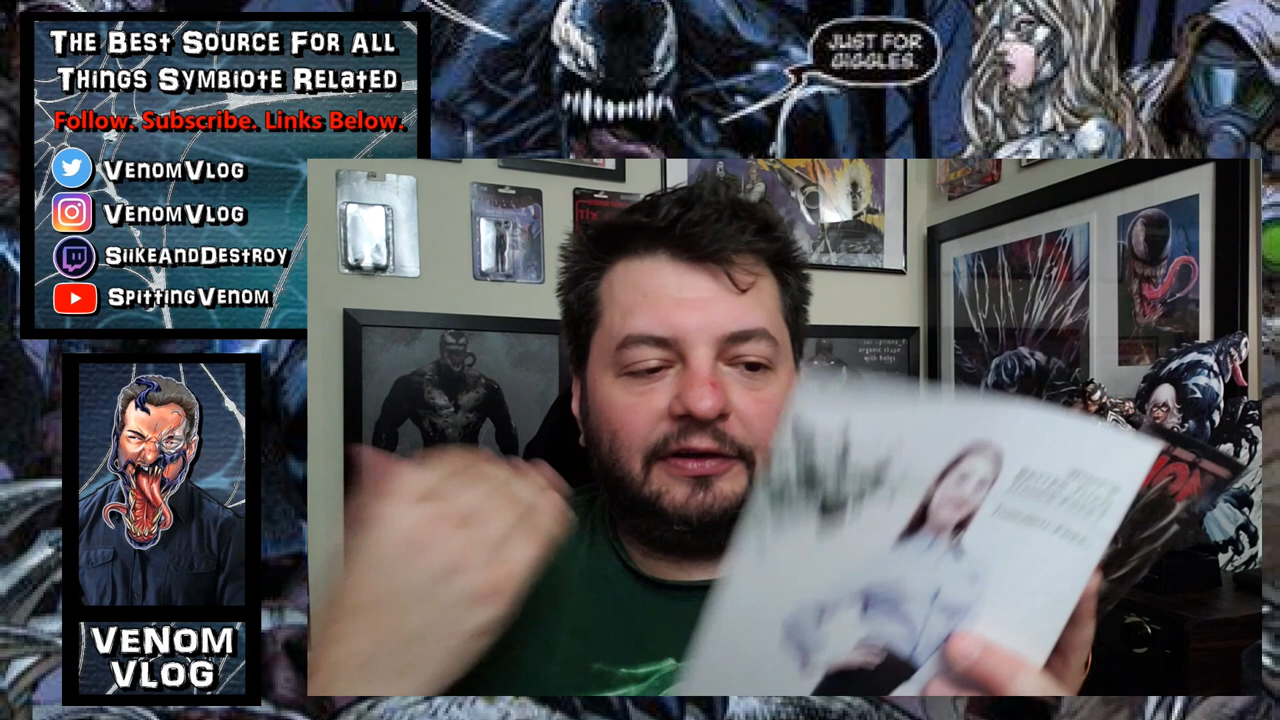 The Best Source For All
Things Symbiote Related
Follow. Subscribe. Links Below.
VenomVlog
VenomVlog
SiikeAndDestroy
SpittingVenom
JUST FOR
GIGGLES.
VENOM
VLOG